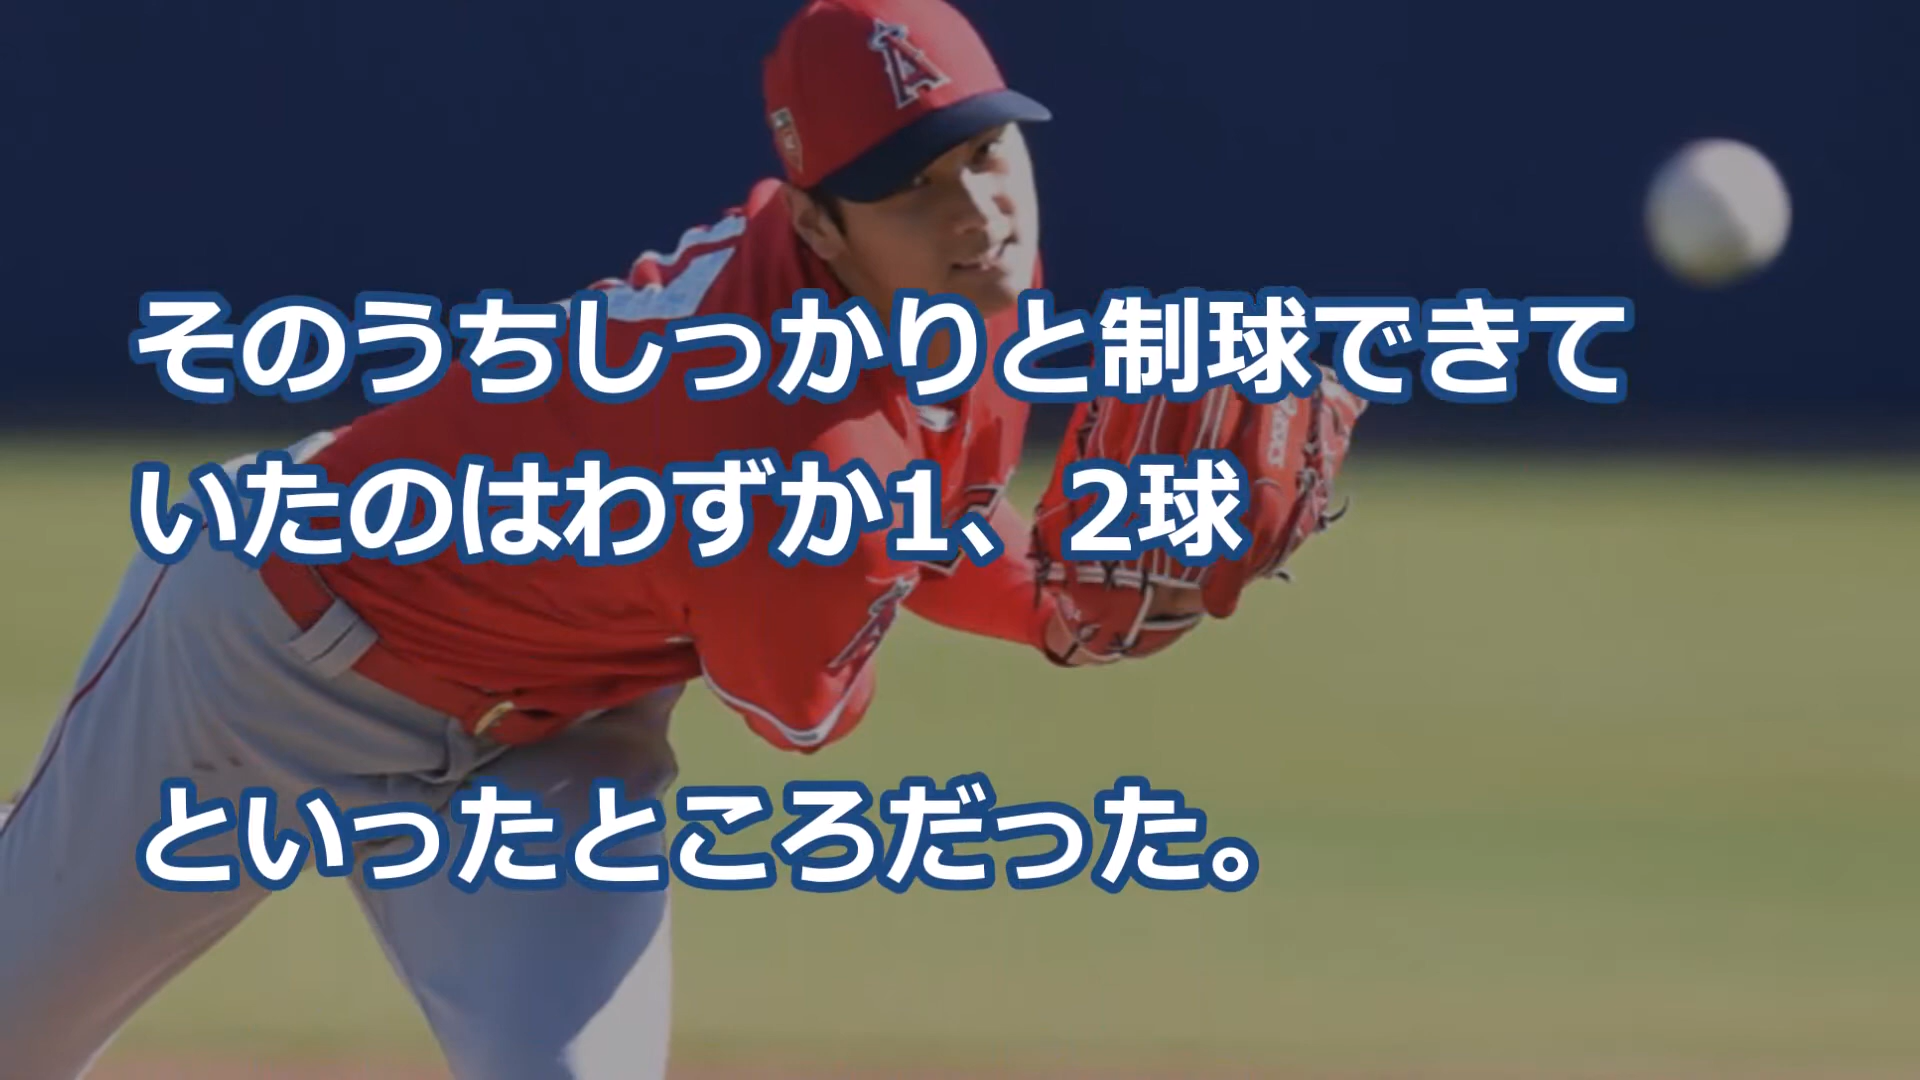 そのうちしっかりと制球できて
いたのはわずか1、2球
といったところだった。